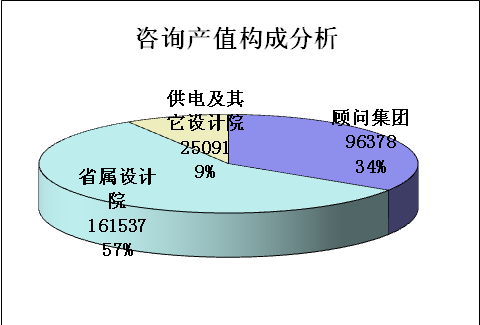 咨询产值构成分析
供电及其
它设计院
25091
9%
顾问集团
96378
34%
省属设计
院
161537
57%